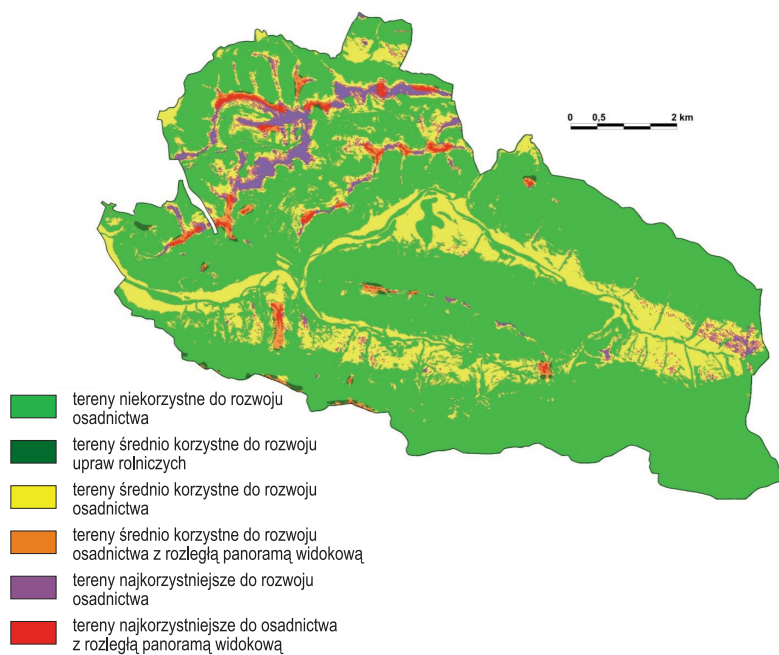 0 0,5 2 km
tereny niekorzystne do rozwoju
osadnictwa
tereny średnio korzystne do rozwoju
upraw rolniczych
tereny średnio korzystne do rozwoju
osadnictwa
tereny średnio korzystne do rozwoju
osadnictwa z rozległą panoramą widokową
tereny najkorzystniejsze do rozwoju
osadnictwa
tereny najkorzystniejsze do osadnictwa
z rozległą panoramą widokową